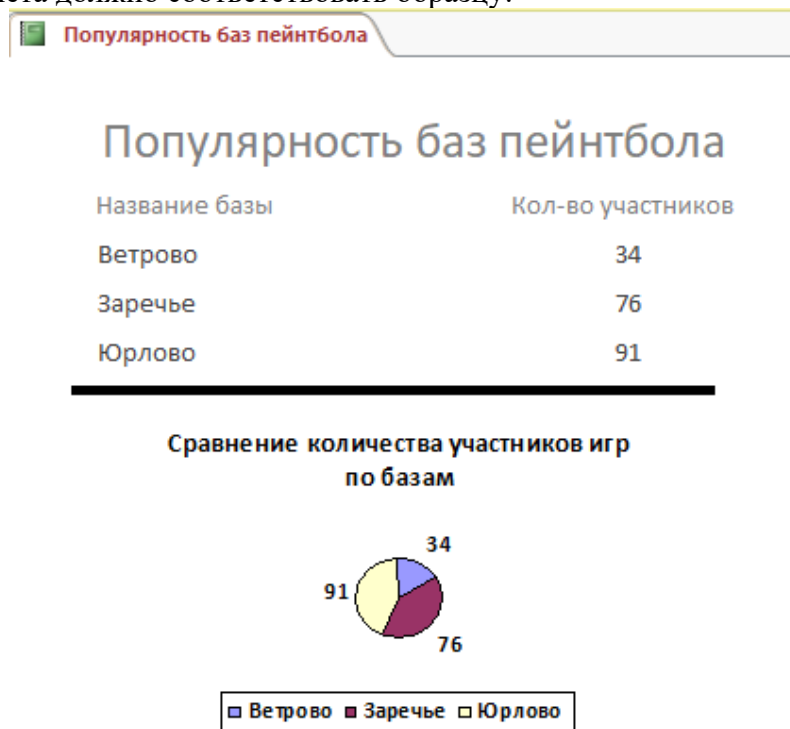 ета должно соответствовать образцу.
Популярность баз пейнтбола
Популярность баз пейнтбола
Название базы Кол-во участников
Ветрово 34
Заречье 76
Юрлово 91
Сравнение количества участников игр
по базам
34
91
76
Ветрово Заречье Юрлово